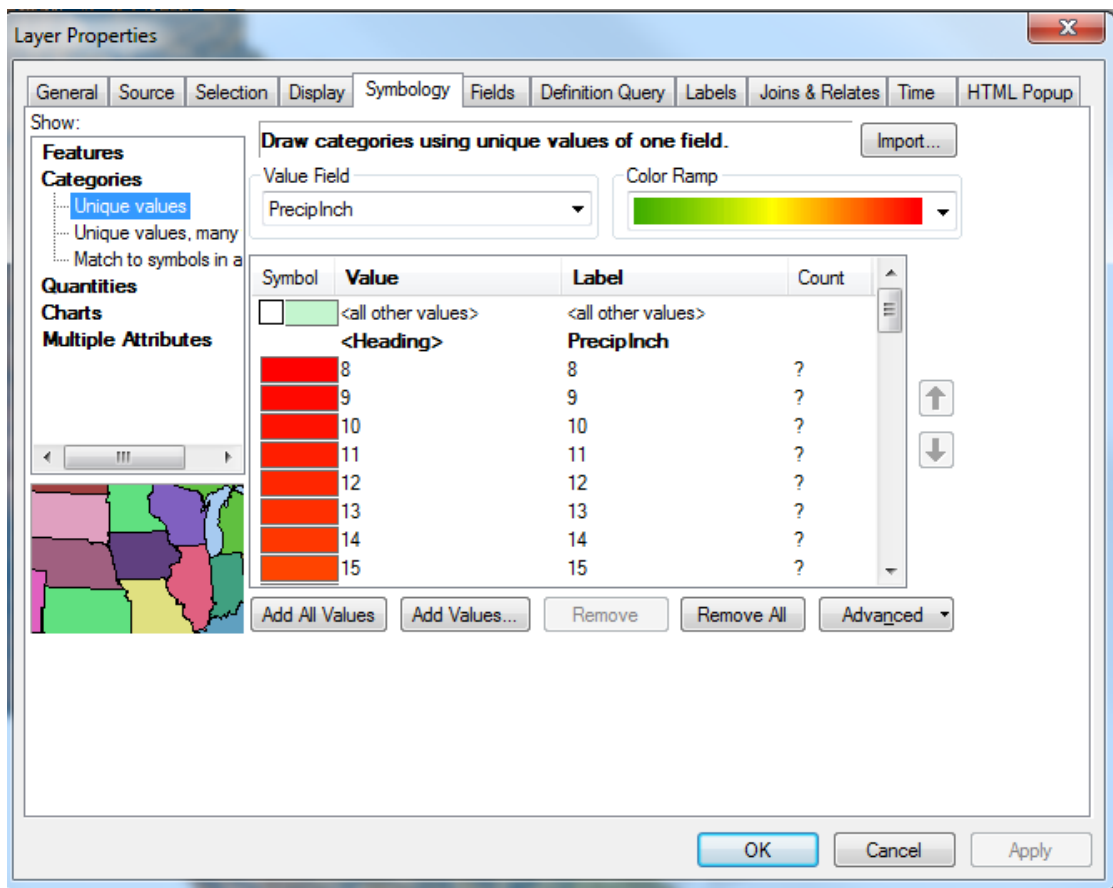 Layer Properties
X
General Source Selection Display Symbology Fields Definition Query Labels Joins & Relates Time HTML Popup
Show:
Features
Categories
Unique values
Unique values, many
Match to symbols in a
Quantities
Charts
Multiple Attributes
Draw categories using unique values of one field.
Import...
Value Field
PrecipInch
Color Ramp
Symbol Value Label Count
<all other values> <all other values>
<Heading> PrecipInch
8 8 ?
9 9 ?
10 10 ?
11 11 ?
12 12 ?
13 13 ?
14 14 ?
15 15 ?
Add All Values Add Values... Remove Remove All Advanced
OK Cancel Apply